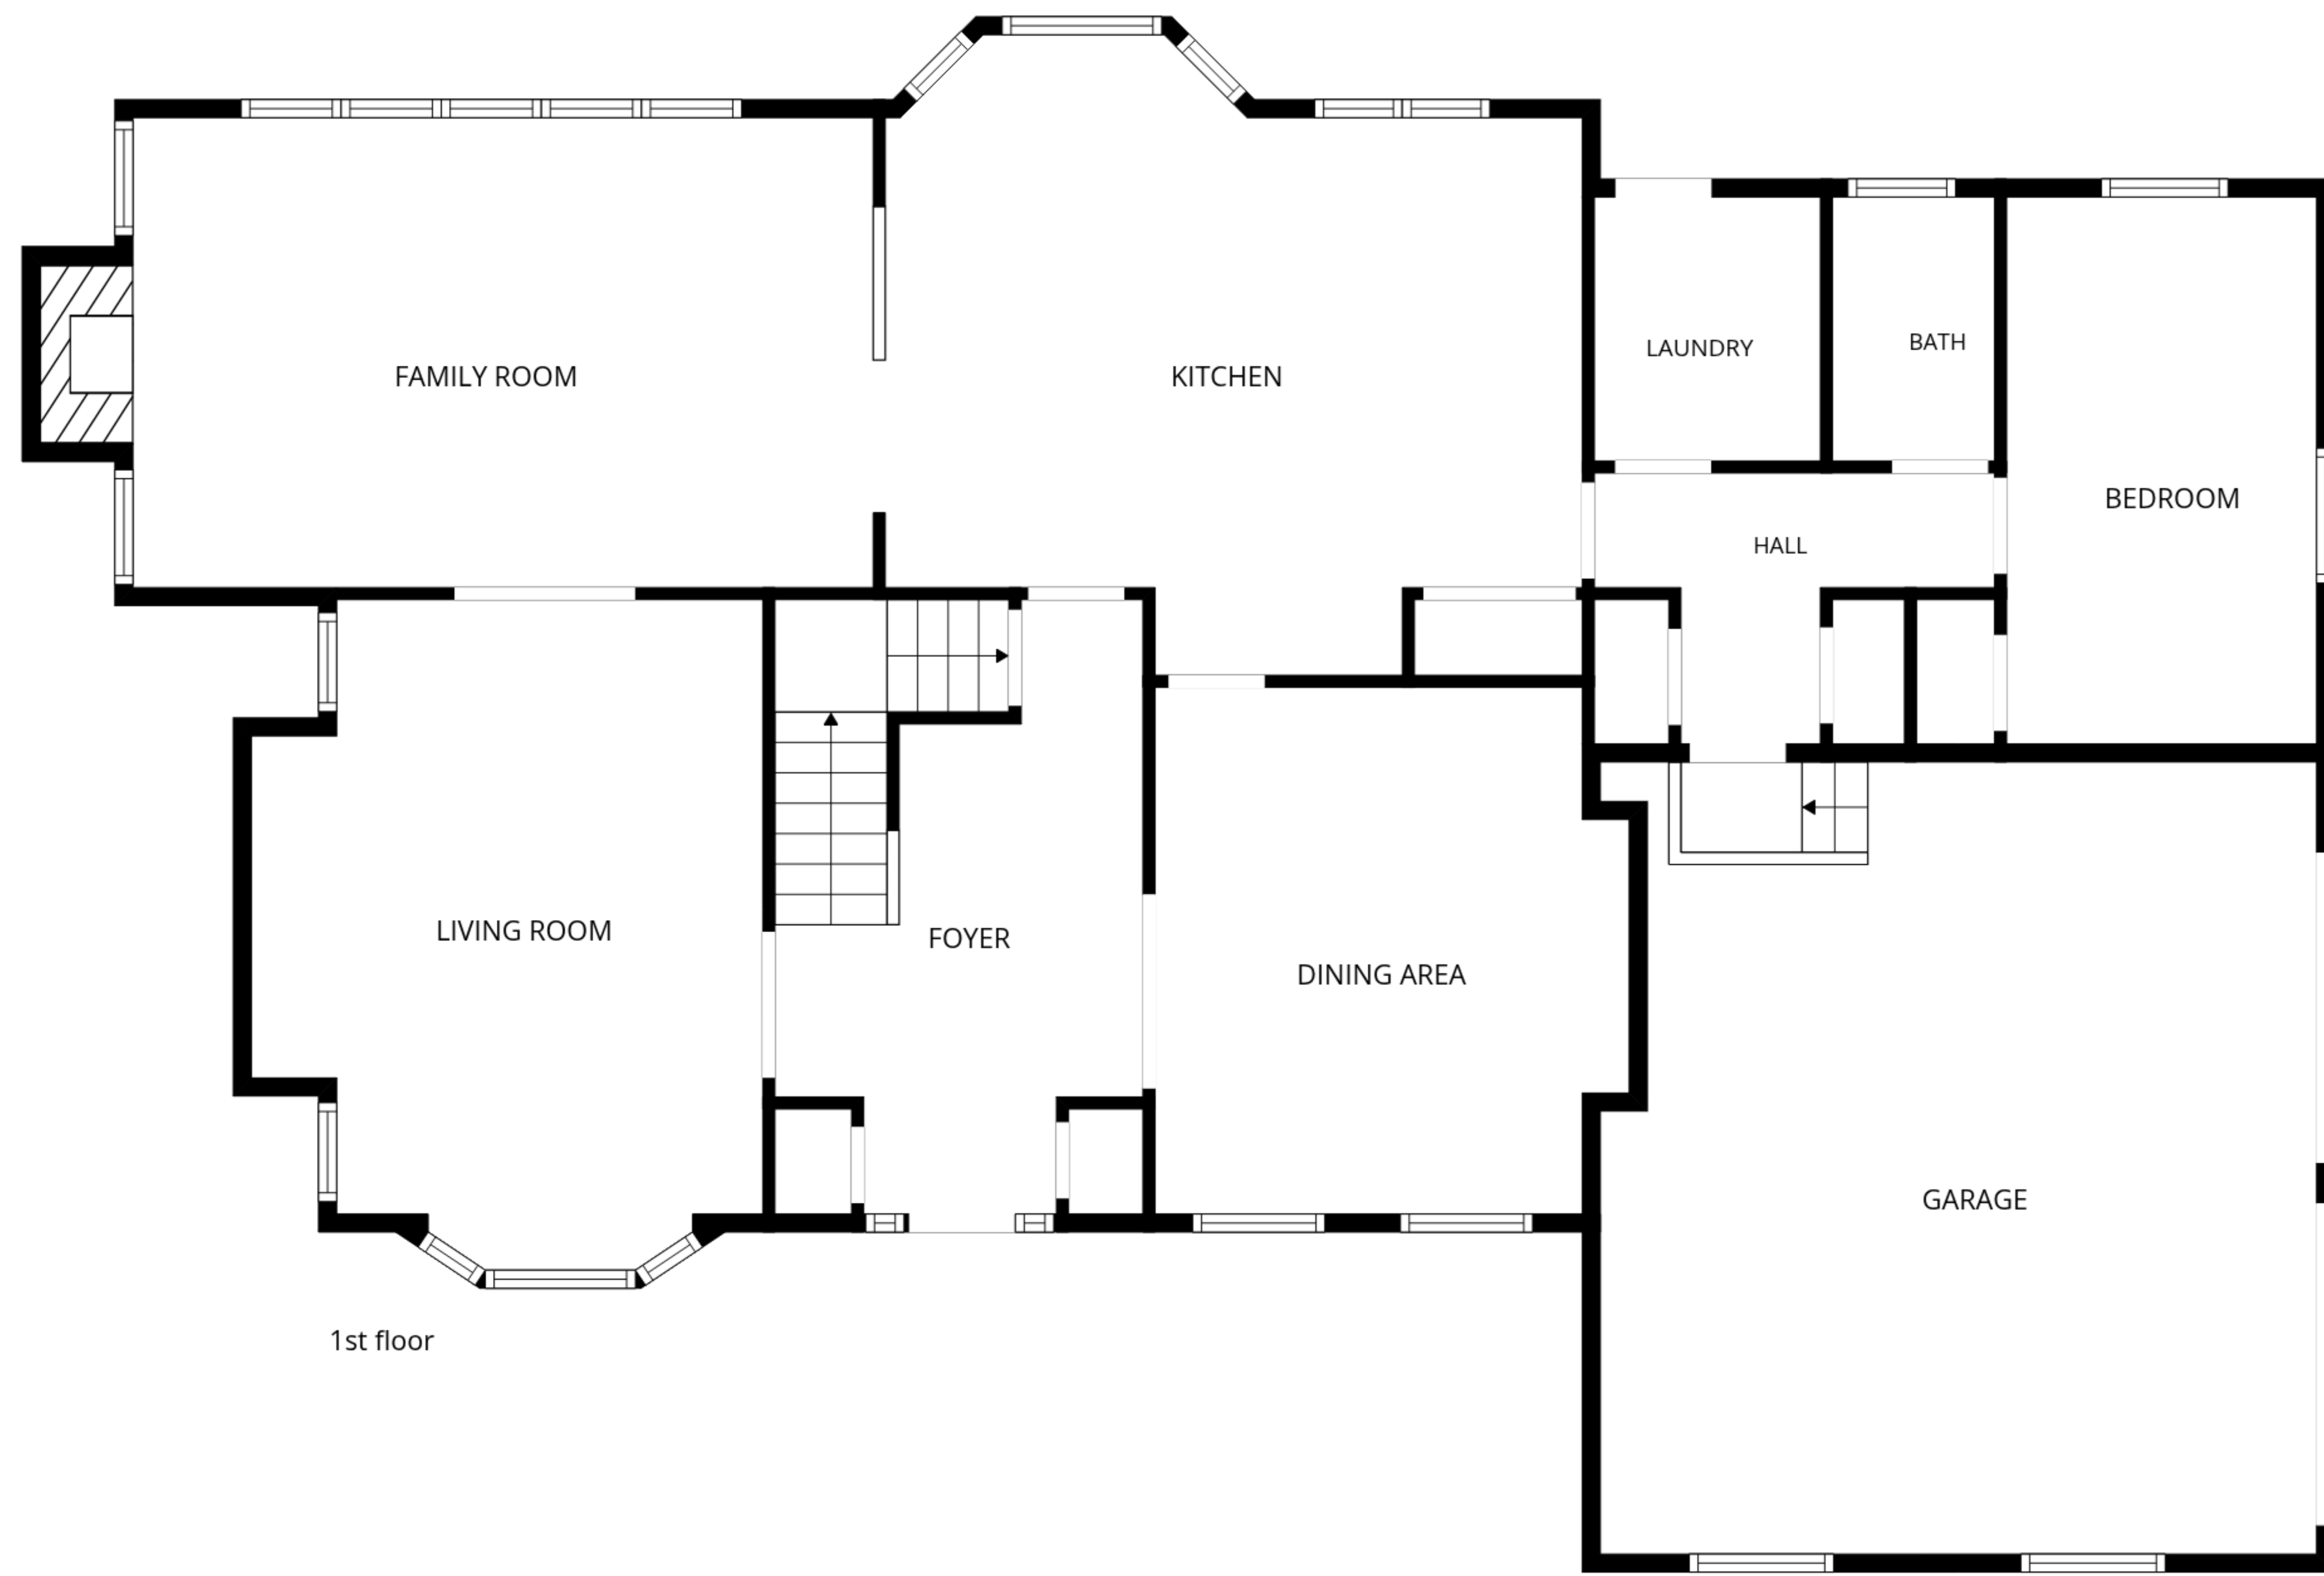 FAMILY ROOM
KITCHEN
LAUNDRY
BATH
BEDROOM
HALL
LIVING ROOM
FOYER
DINING AREA
GARAGE
1st floor